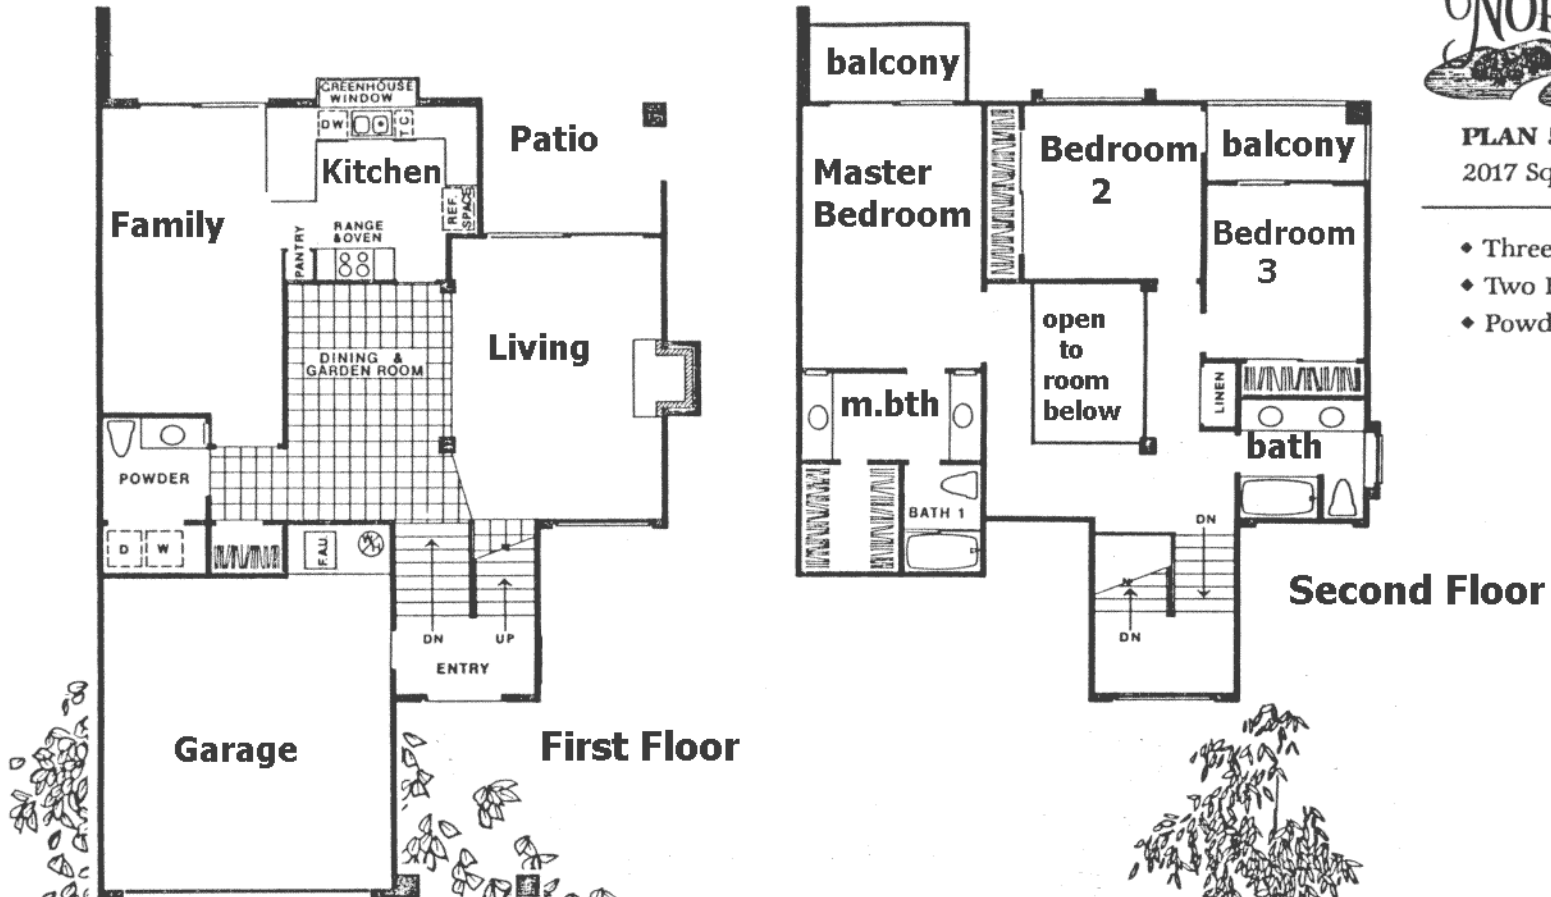 GREENHOUSE
WINDOW
DW
T.C.
Patio
Kitchen
Family
REF.
SPACE
RANGE
& OVEN
PANTRY
DINING &
GARDEN ROOM
Living
POWDER
D
W
F.A.U.
W/H
DN
UP
ENTRY
Garage
First Floor
balcony
Master
Bedroom
Bedroom
2
balcony
Bedroom
3
open
to
room
below
LINEN
m.bth
bath
BATH 1
DN
DN
Second Floor
PLAN
2017 Sq
◆ Three
◆ Two
◆ Powd